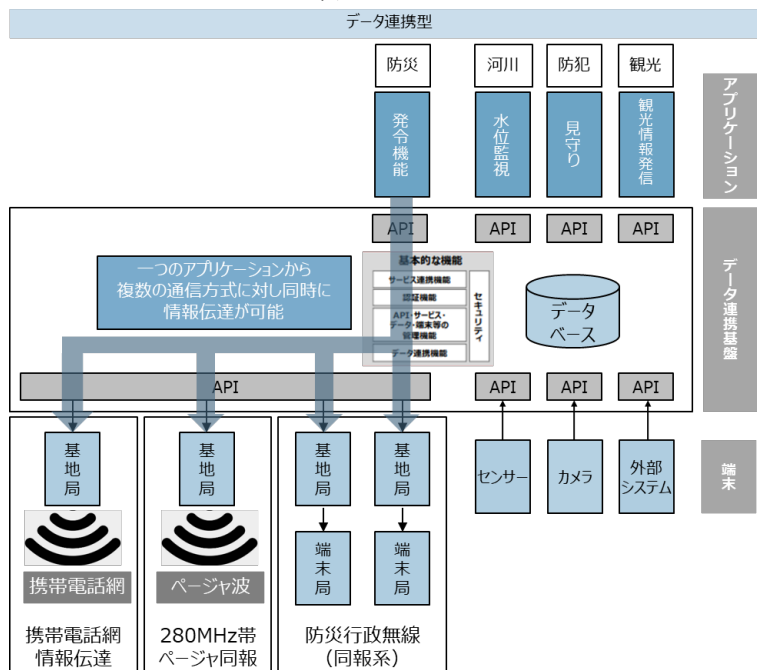 データ連携型
防災
河川
防犯
観光
発令機能
水位監視
見守り
観光情報発信
アプリケーション
API
API
API
API
一つのアプリケーションから
複数の通信方式に対し同時に
情報伝達が可能
基本的な機能
サービス連携機能
認証機能
API・サービス・
データ・端末等の
管理機能
データ連携機能
セキュリティ
データ
ベース
データ連携基盤
API
API
API
API
基地局
基地局
基地局
基地局
センサー
カメラ
外部
システム
端末
端末局
端末局
携帯電話網
ページャ波
携帯電話網
情報伝達
280MHz帯
ページャ同報
防災行政無線
(同報系)